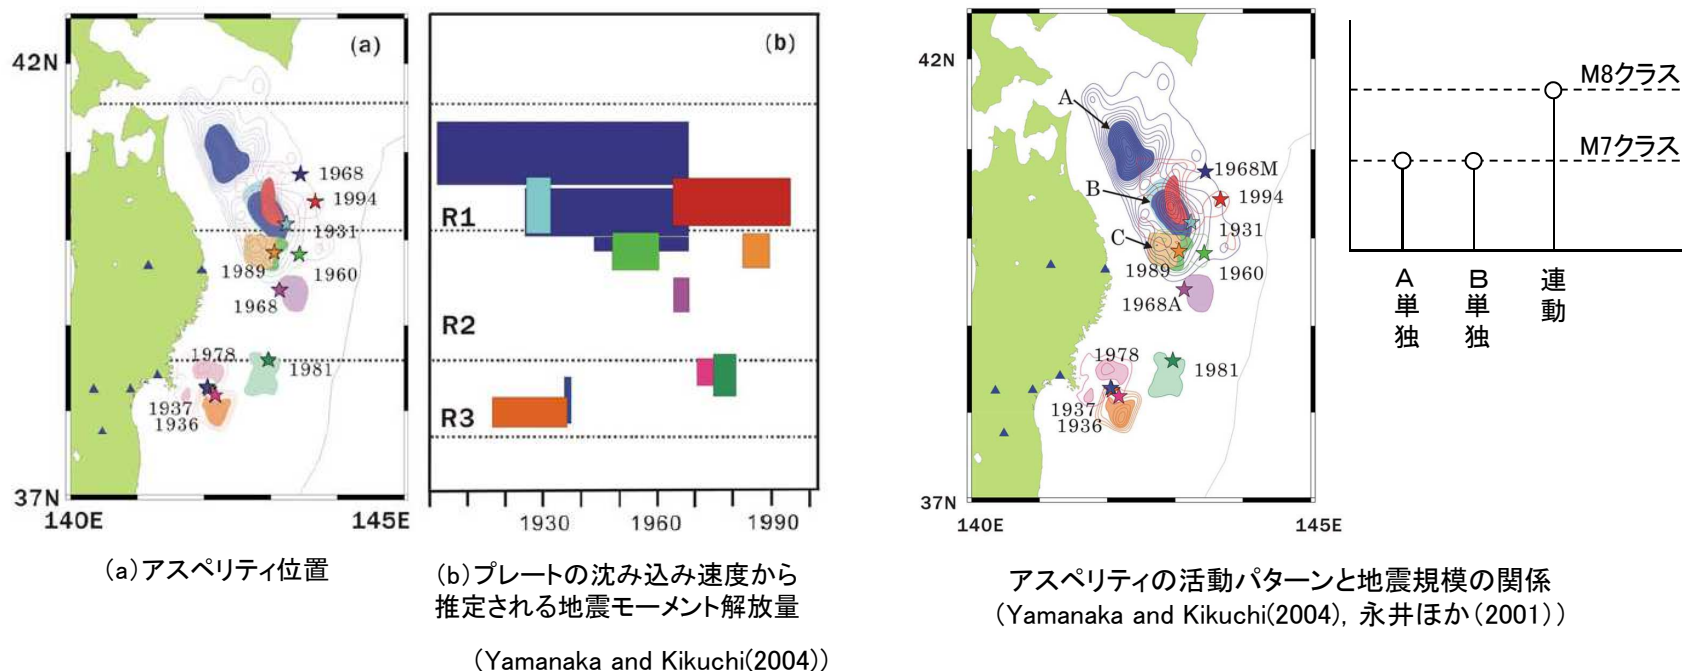 (a)
42N
1968
1994
1931
1989
1960
1968
1978
1981
1937
1936
37N
140E
145E
(b)
R1
R2
R3
1930
1960
1990
(a)アスペリティ位置
(b)プレートの沈み込み速度から
推定される地震モーメント解放量
(Yamanaka and Kikuchi(2004))
42N
A
1968M
B
1994
1931
C
1989
1960
1968A
1978
1981
1937
1936
37N
140E
145E
M8クラス
M7クラス
A単独
B単独
連動
アスペリティの活動パターンと地震規模の関係
(Yamanaka and Kikuchi(2004), 永井ほか(2001))